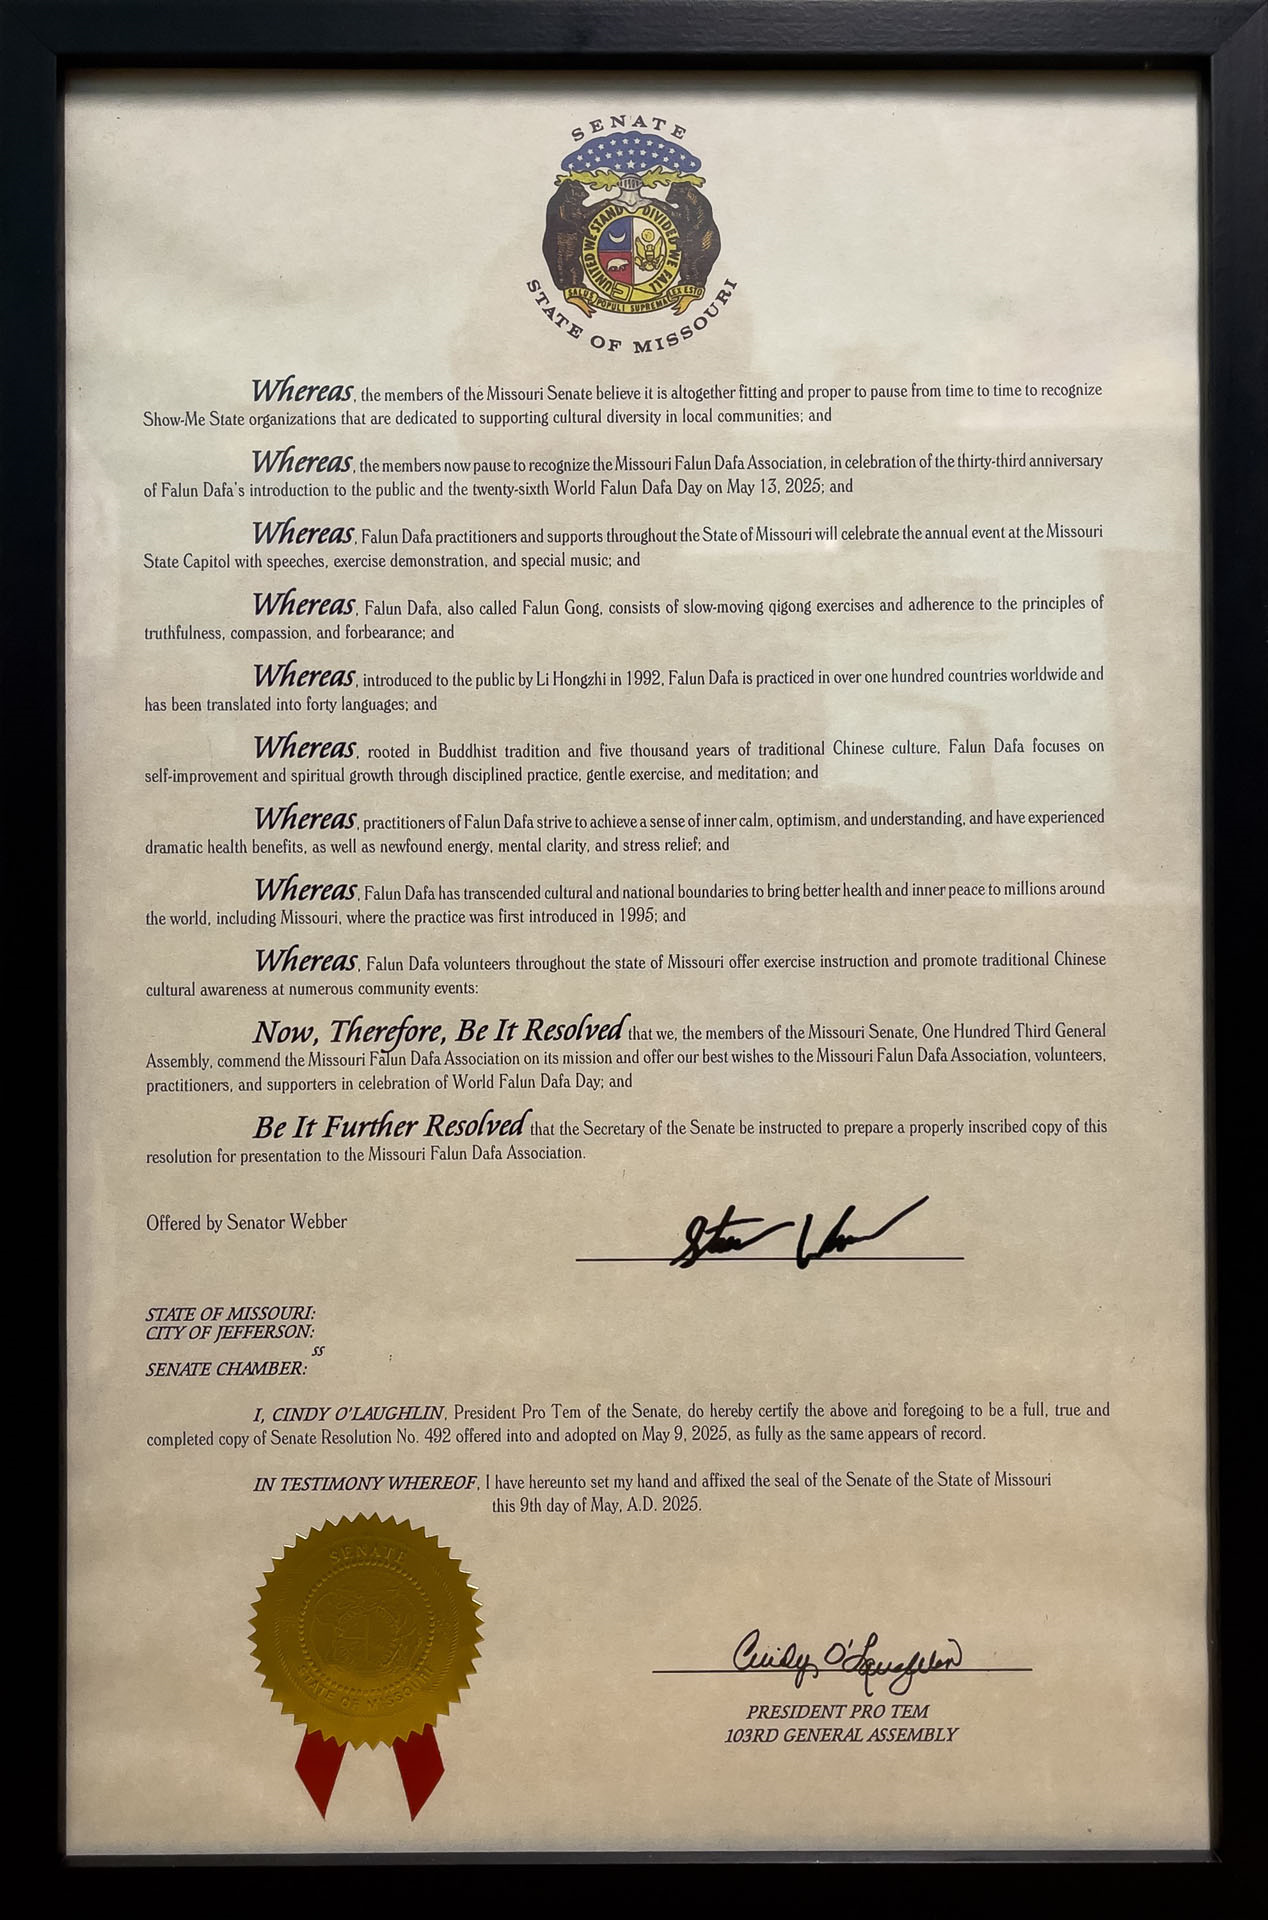 SENATE
UNITED WE STAND DIVIDED WE FALL
SALUS POPULI SUPREMA LEX ESTO
STATE OF MISSOURI
Whereas, the members of the Missouri Senate believe it is altogether fitting and proper to pause from time to time to recognize
Show-Me State organizations that are dedicated to supporting cultural diversity in local communities; and
Whereas, the members now pause to recognize the Missouri Falun Dafa Association, in celebration of the thirty-third anniversary
of Falun Dafa's introduction to the public and the twenty-sixth World Falun Dafa Day on May 13, 2025; and
Whereas, Falun Dafa practitioners and supports throughout the State of Missouri will celebrate the annual event at the Missouri
State Capitol with speeches, exercise demonstration, and special music; and
Whereas, Falun Dafa, also called Falun Gong, consists of slow-moving qigong exercises and adherence to the principles of
truthfulness, compassion, and forbearance; and
Whereas, introduced to the public by Li Hongzhi in 1992, Falun Dafa is practiced in over one hundred countries worldwide and
has been translated into forty languages; and
Whereas, rooted in Buddhist tradition and five thousand years of traditional Chinese culture, Falun Dafa focuses on
self-improvement and spiritual growth through disciplined practice, gentle exercise, and meditation; and
Whereas, practitioners of Falun Dafa strive to achieve a sense of inner calm, optimism, and understanding, and have experienced
dramatic health benefits, as well as newfound energy, mental clarity, and stress relief; and
Whereas, Falun Dafa has transcended cultural and national boundaries to bring better health and inner peace to millions around
the world, including Missouri, where the practice was first introduced in 1995; and
Whereas, Falun Dafa volunteers throughout the state of Missouri offer exercise instruction and promote traditional Chinese
cultural awareness at numerous community events:
Now, Therefore, Be It Resolved that we, the members of the Missouri Senate, One Hundred Third General
Assembly, commend the Missouri Falun Dafa Association on its mission and offer our best wishes to the Missouri Falun Dafa Association, volunteers,
practitioners, and supporters in celebration of World Falun Dafa Day; and
Be It Further Resolved that the Secretary of the Senate be instructed to prepare a properly inscribed copy of this
resolution for presentation to the Missouri Falun Dafa Association.
Offered by Senator Webber
STATE OF MISSOURI:
CITY OF JEFFERSON:
ss
SENATE CHAMBER:
I, CINDY O'LAUGHLIN, President Pro Tem of the Senate, do hereby certify the above and foregoing to be a full, true and
completed copy of Senate Resolution No. 492 offered into and adopted on May 9, 2025, as fully as the same appears of record.
IN TESTIMONY WHEREOF, I have hereunto set my hand and affixed the seal of the Senate of the State of Missouri
this 9th day of May, A.D. 2025.
SENATE
STATE OF MISSOURI
Cindy O'Laughlin
PRESIDENT PRO TEM
103RD GENERAL ASSEMBLY